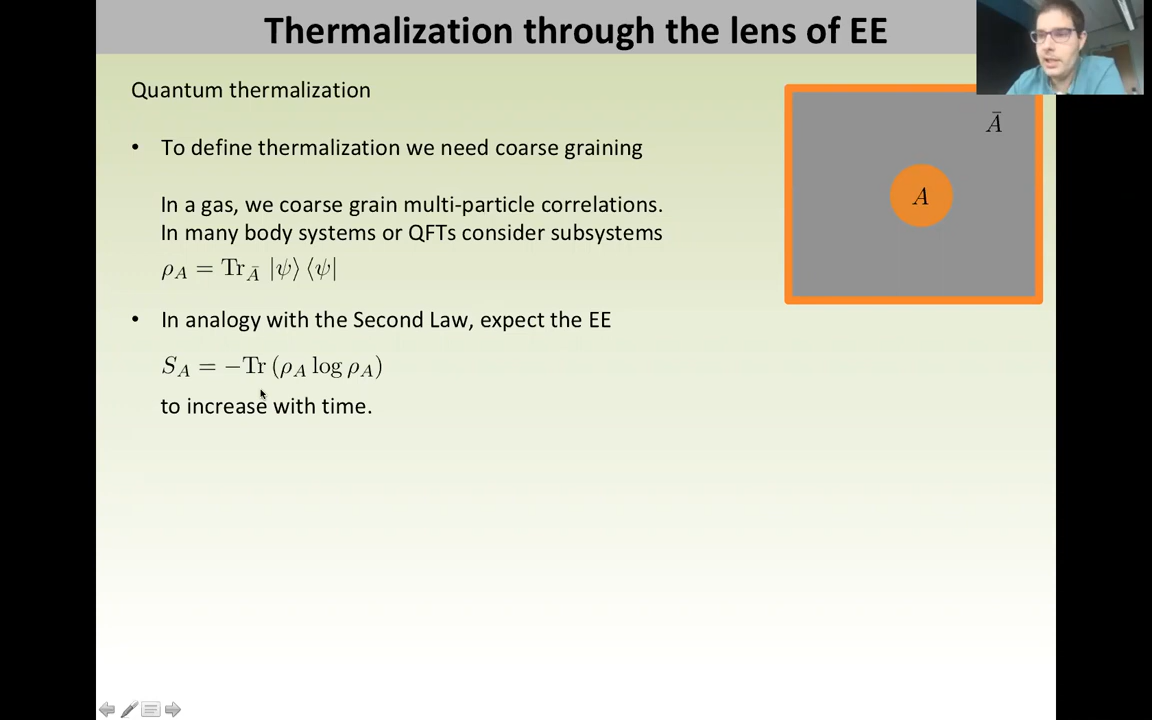 Thermalization through the lens of EE
Quantum thermalization
• To define thermalization we need coarse graining
In a gas, we coarse grain multi-particle correlations.
In many body systems or QFTs consider subsystems
ρ_A = Tr_Ā |ψ⟩ ⟨ψ|
• In analogy with the Second Law, expect the EE
S_A = −Tr (ρ_A log ρ_A)
to increase with time.
Ā
A